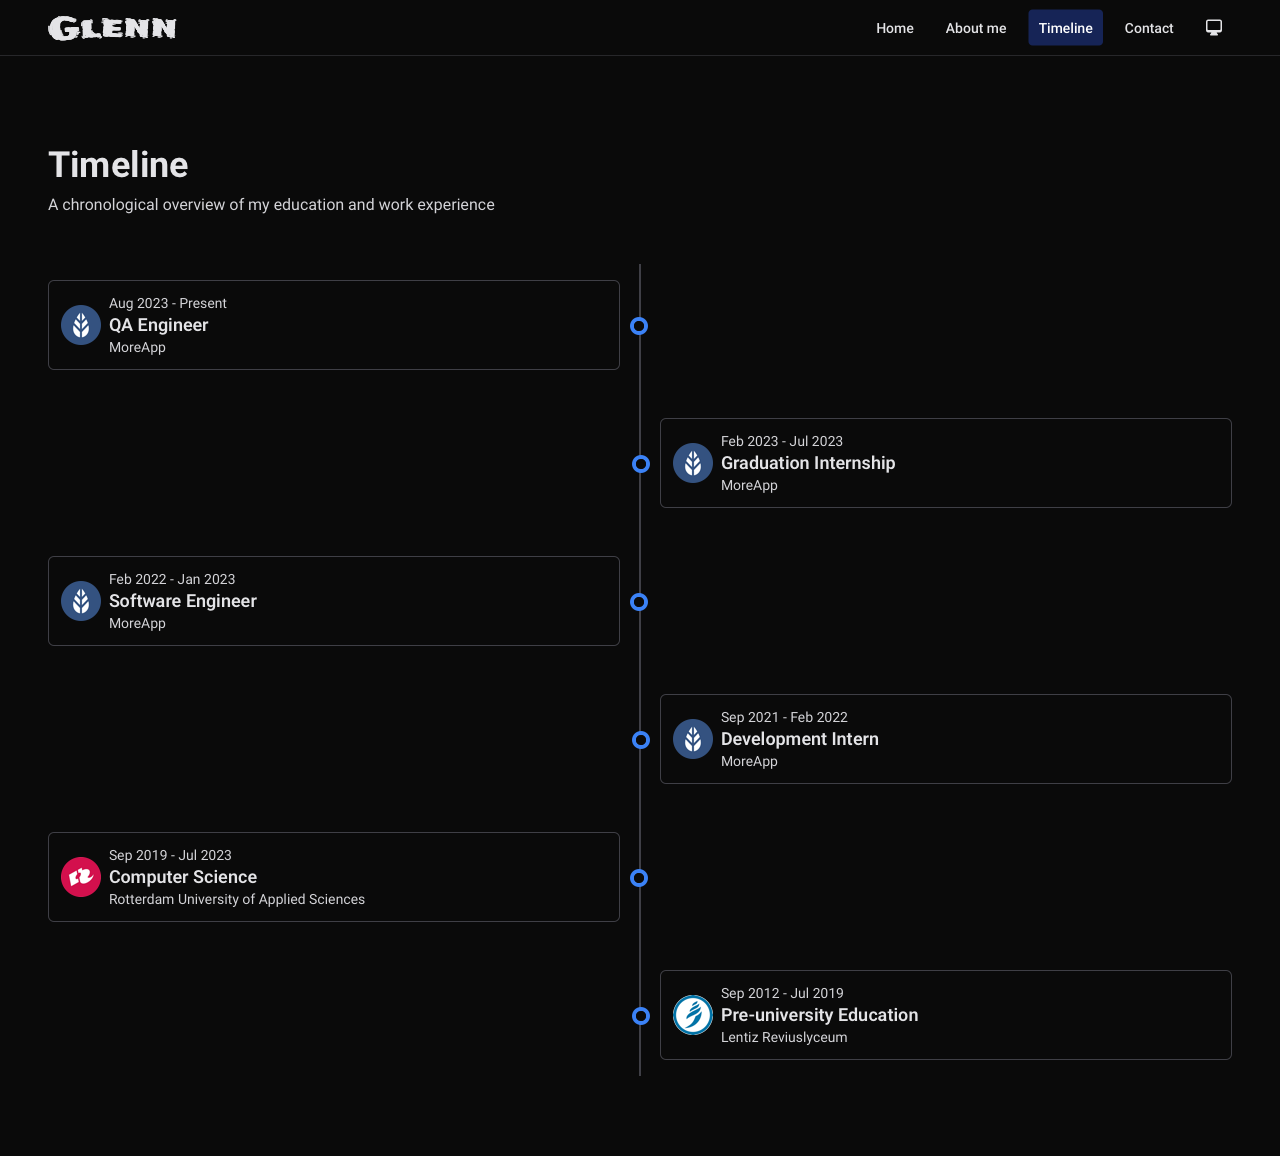 GLENN
Home
About me
Timeline
Contact
Timeline
A chronological overview of my education and work experience
Aug 2023 - Present
QA Engineer
MoreApp
Feb 2023 - Jul 2023
Graduation Internship
MoreApp
Feb 2022 - Jan 2023
Software Engineer
MoreApp
Sep 2021 - Feb 2022
Development Intern
MoreApp
Sep 2019 - Jul 2023
Computer Science
Rotterdam University of Applied Sciences
Sep 2012 - Jul 2019
Pre-university Education
Lentiz Reviuslyceum